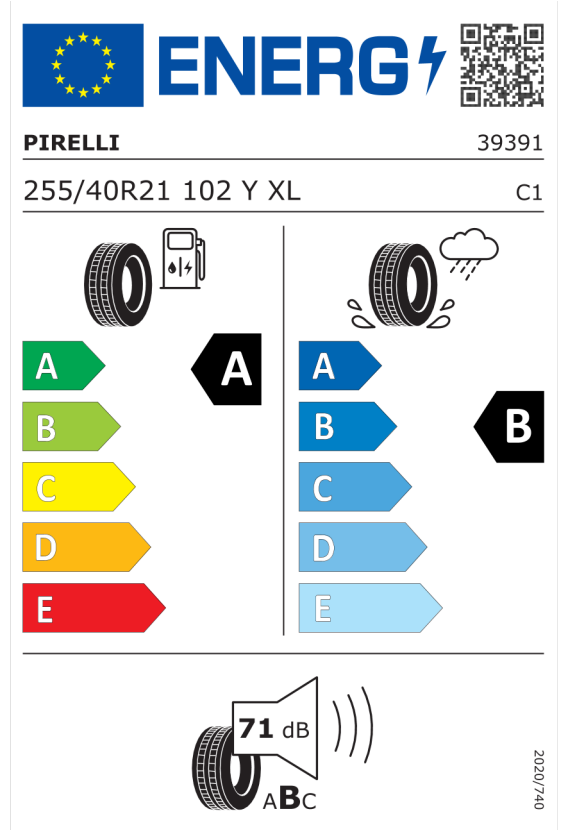 ENERG
PIRELLI 39391
255/40R21 102 Y XL C1
A A
B
C
D
E
A
B B
C
D
E
71 dB
ABC
2020/740